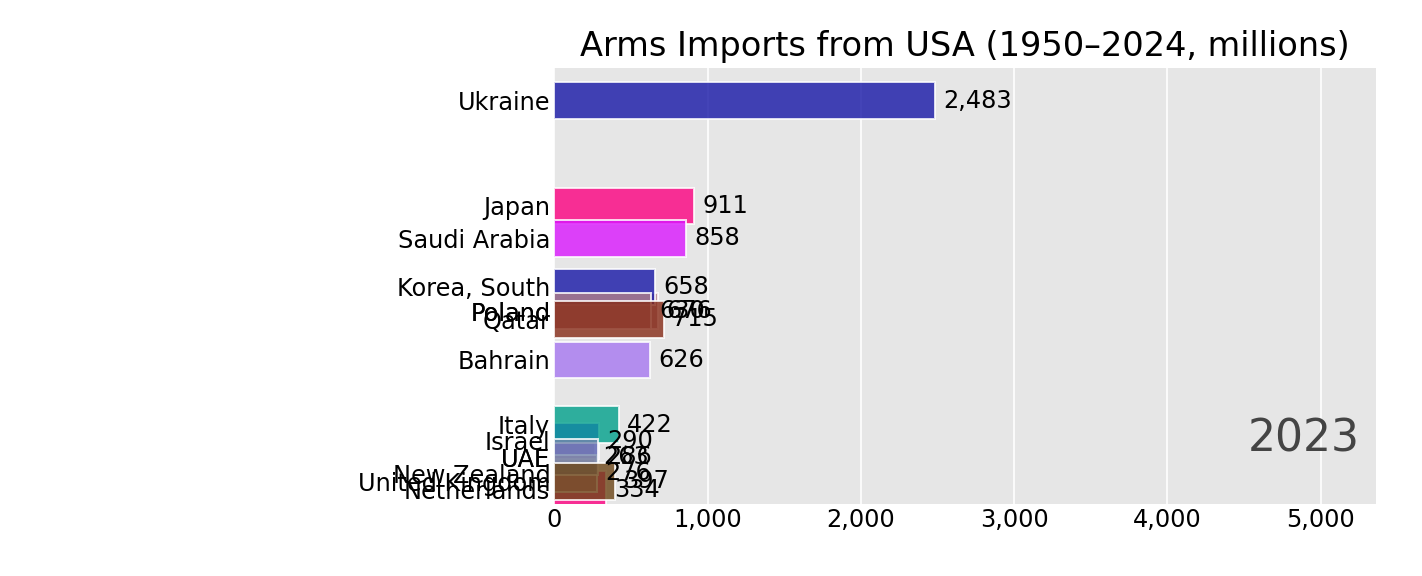 Arms Imports from USA (1950–2024, millions)
Ukraine 2,483
Japan 911
Saudi Arabia 858
Korea, South 658
Poland
Qatar 715
Bahrain 626
Italy 422
Israel 290
UAE
New Zealand 276
United Kingdom 397
Netherlands 334
2023
0 1,000 2,000 3,000 4,000 5,000